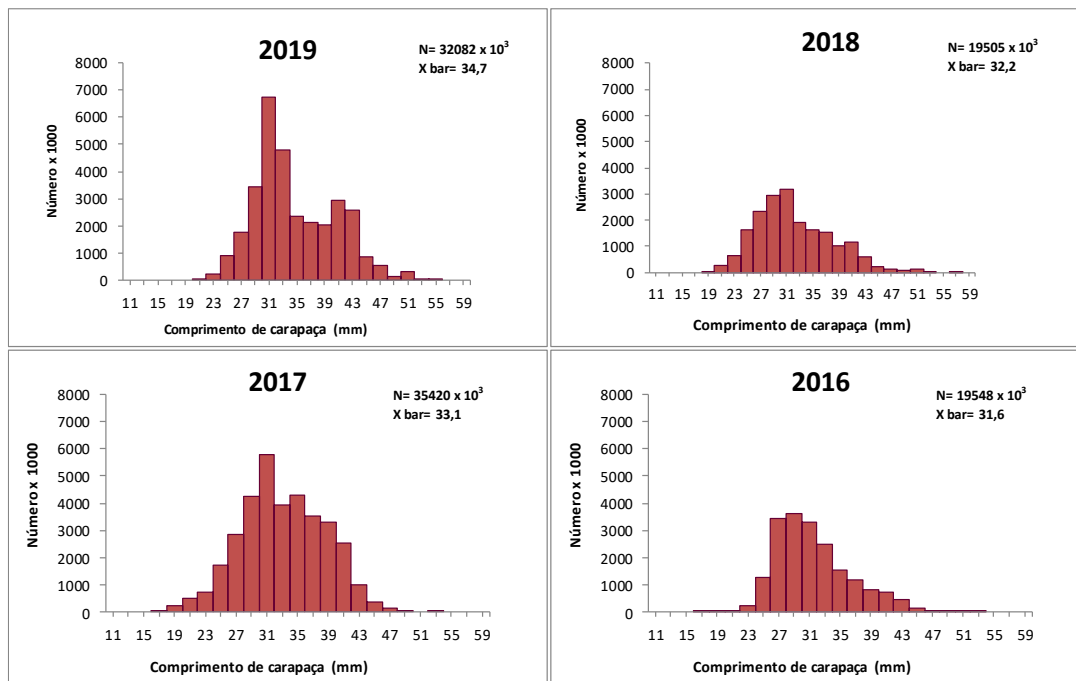 2019
N= 32082 x 10³
X bar= 34,7
Número x 1000
8000
7000
6000
5000
4000
3000
2000
1000
0
11 15 19 23 27 31 35 39 43 47 51 55 59
Comprimento de carapaça (mm)
2018
N= 19505 x 10³
X bar= 32,2
Número x 1000
8000
7000
6000
5000
4000
3000
2000
1000
0
11 15 19 23 27 31 35 39 43 47 51 55 59
Comprimento de carapaça (mm)
2017
N= 35420 x 10³
X bar= 33,1
Número x 1000
8000
7000
6000
5000
4000
3000
2000
1000
0
11 15 19 23 27 31 35 39 43 47 51 55 59
Comprimento de carapaça (mm)
2016
N= 19548 x 10³
X bar= 31,6
Número x 1000
8000
7000
6000
5000
4000
3000
2000
1000
0
11 15 19 23 27 31 35 39 43 47 51 55 59
Comprimento de carapaça (mm)